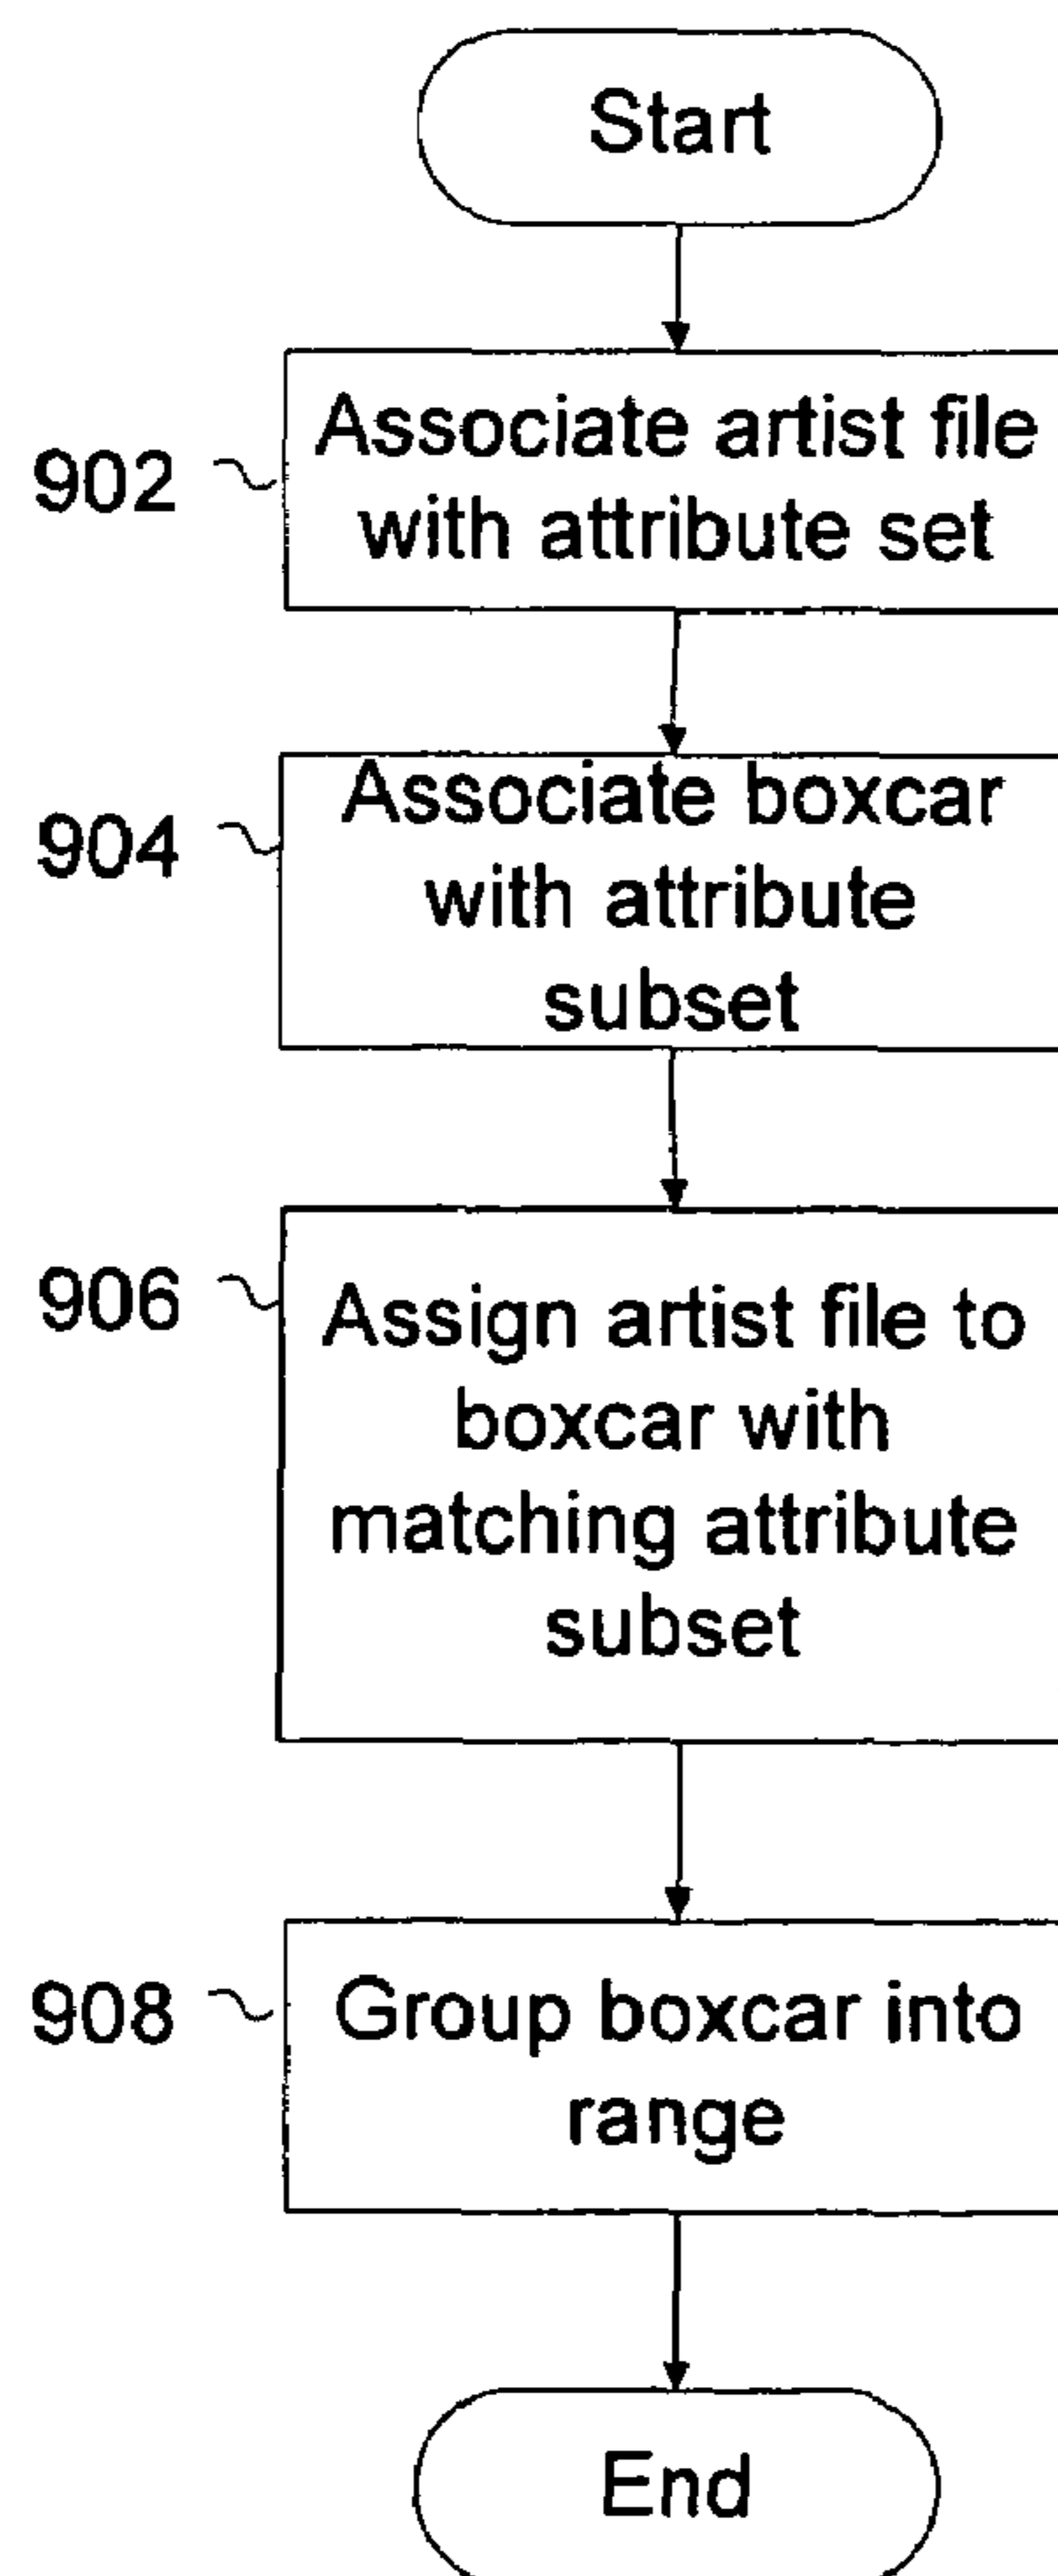 Start
902
Associate artist file
with attribute set
904
Associate boxcar
with attribute
subset
906
Assign artist file to
boxcar with
matching attribute
subset
908
Group boxcar into
range
End